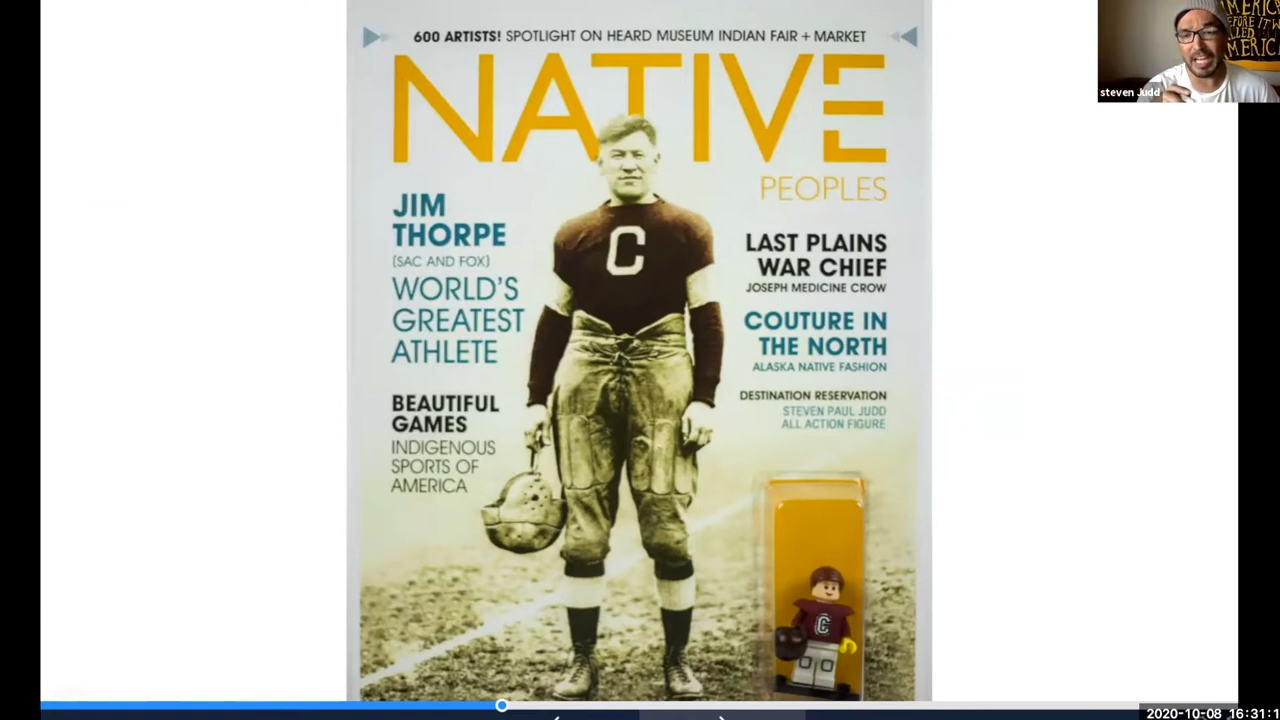 600 ARTISTS! SPOTLIGHT ON HEARD MUSEUM INDIAN FAIR + MARKET
NATIVE
PEOPLES
JIM
THORPE
(SAC AND FOX)
WORLD'S
GREATEST
ATHLETE
BEAUTIFUL
GAMES
INDIGENOUS
SPORTS OF
AMERICA
C
LAST PLAINS
WAR CHIEF
JOSEPH MEDICINE CROW
COUTURE IN
THE NORTH
ALASKA NATIVE FASHION
DESTINATION RESERVATION
STEVEN PAUL JUDD
ALL ACTION FIGURE
C
steven Judd
2020-10-08 16:31:1